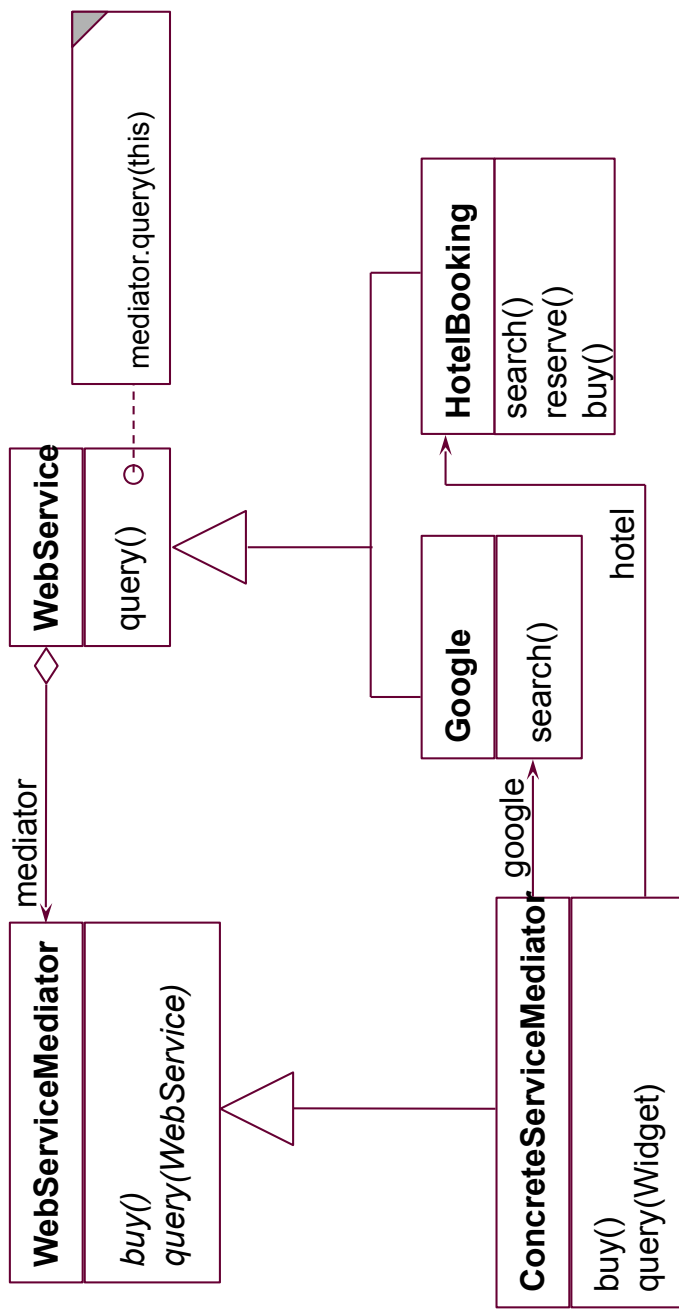 WebServiceMediator
buy()
query(WebService)
mediator
WebService
query()
mediator.query(this)
ConcreteServiceMediator
buy()
query(Widget)
google
Google
search()
hotel
HotelBooking
search()
reserve()
buy()